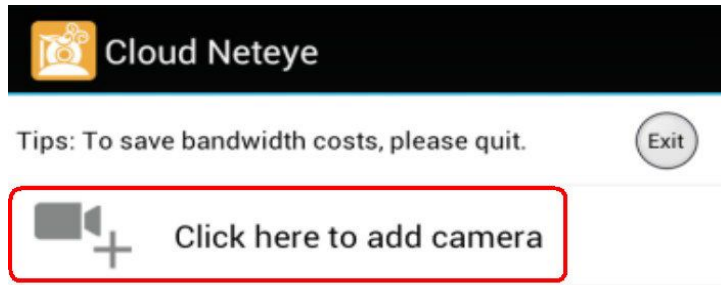 Cloud Neteye
Tips: To save bandwidth costs, please quit.
Exit
Click here to add camera